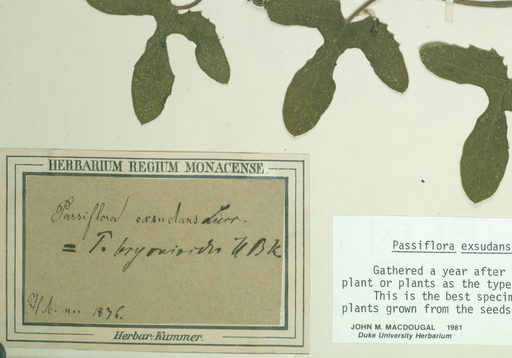 HERBARIUM REGIUM MONACENSE.
Passiflora exsudans Zucc.
= P. bryonioides HBK
H. b. m. 1836.
Herbar. Kummer.
Passiflora exsudans
Gathered a year after
plant or plants as the type
This is the best specim
plants grown from the seeds
JOHN M. MACDOUGAL 1981
Duke University Herbarium